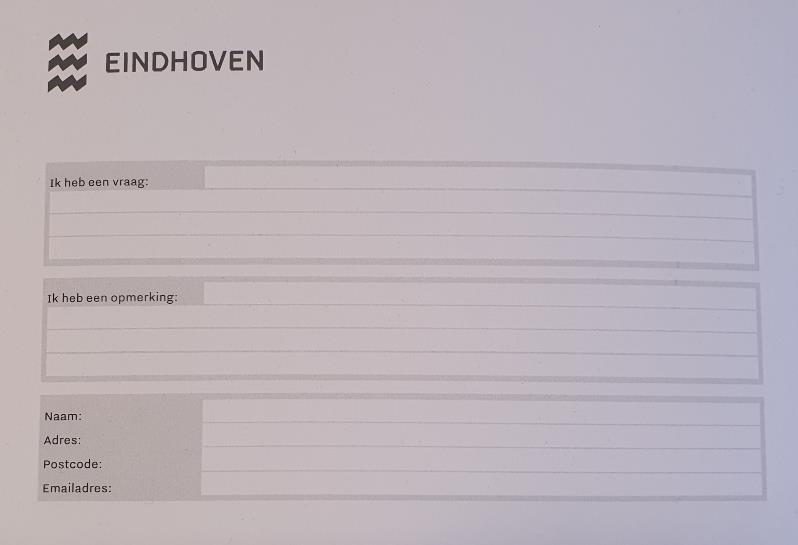 EINDHOVEN
Ik heb een vraag:
Ik heb een opmerking:
Naam:
Adres:
Postcode:
Emailadres: